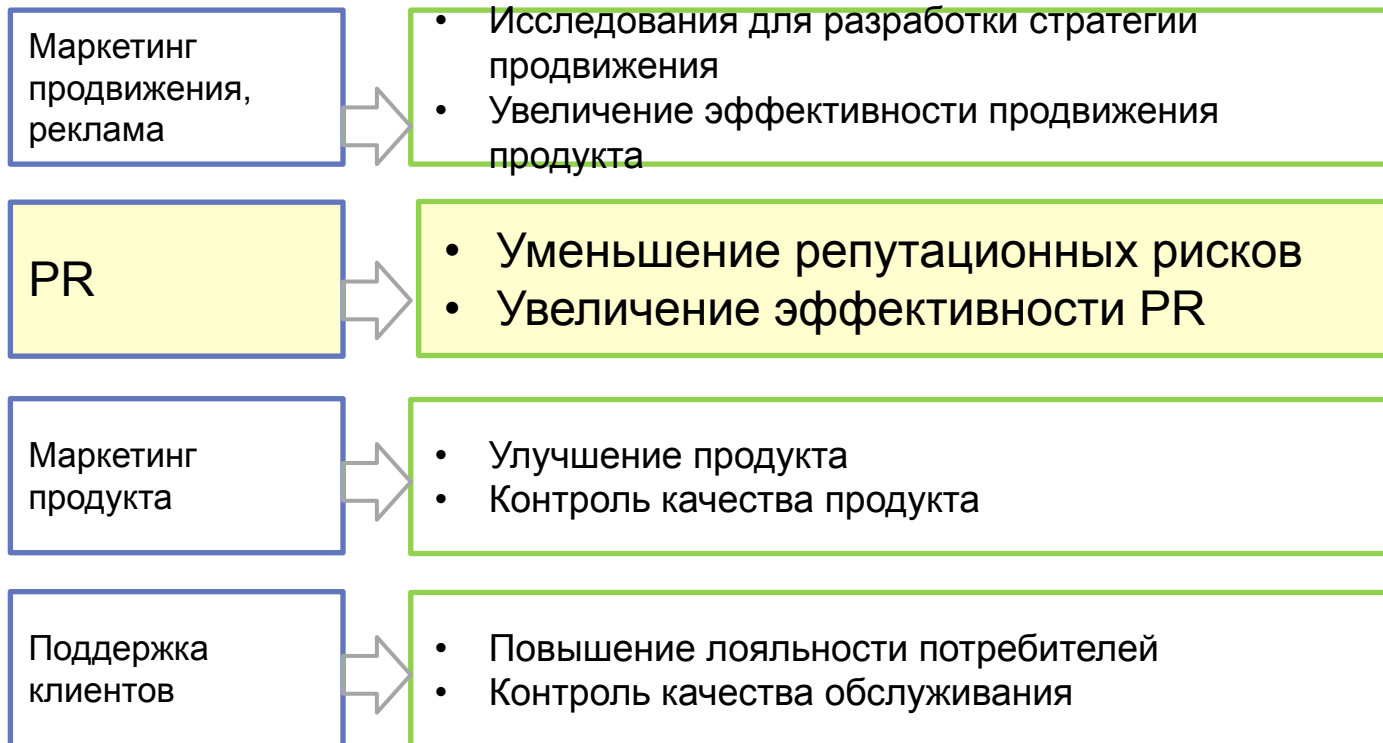 Маркетинг
продвижения,
реклама
• Исследования для разработки стратегии
продвижения
• Увеличение эффективности продвижения
продукта
PR
• Уменьшение репутационных рисков
• Увеличение эффективности PR
Маркетинг
продукта
• Улучшение продукта
• Контроль качества продукта
Поддержка
клиентов
• Повышение лояльности потребителей
• Контроль качества обслуживания